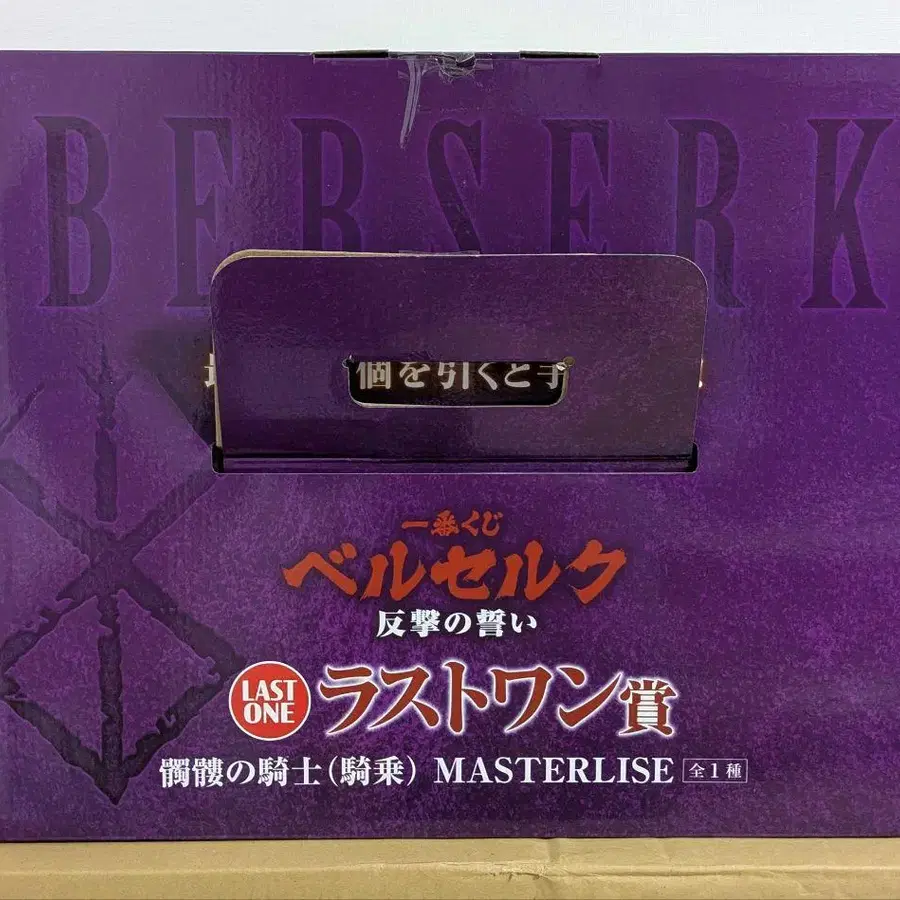 BERSERK
個を引くと手
一番くじ
ベルセルク
反撃の誓い
LAST ONE ラストワン賞
髑髏の騎士(騎乗) MASTERLISE 全1種